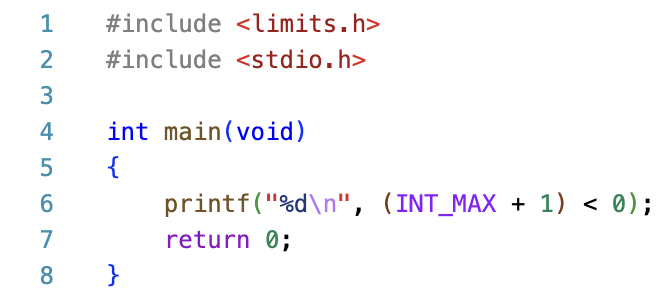 1 #include <limits.h>
2 #include <stdio.h>
3
4 int main(void)
5 {
6     printf("%d\n", (INT_MAX + 1) < 0);
7     return 0;
8 }